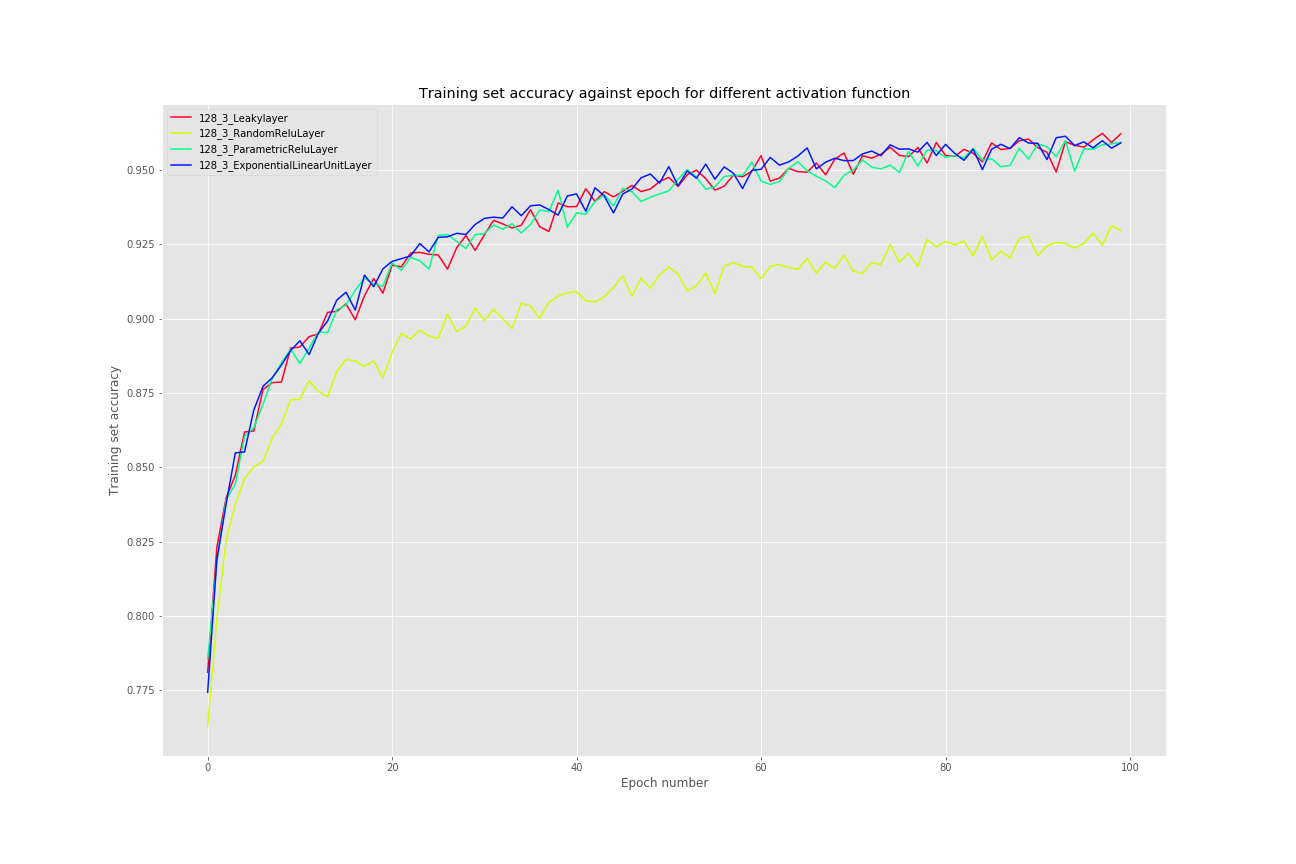 Training set accuracy against epoch for different activation function
128_3_Leakylayer
128_3_RandomReluLayer
128_3_ParametricReluLayer
128_3_ExponentialLinearUnitLayer
0.950
0.925
0.900
0.875
0.850
0.825
0.800
0.775
Training set accuracy
0 20 40 60 80 100
Epoch number